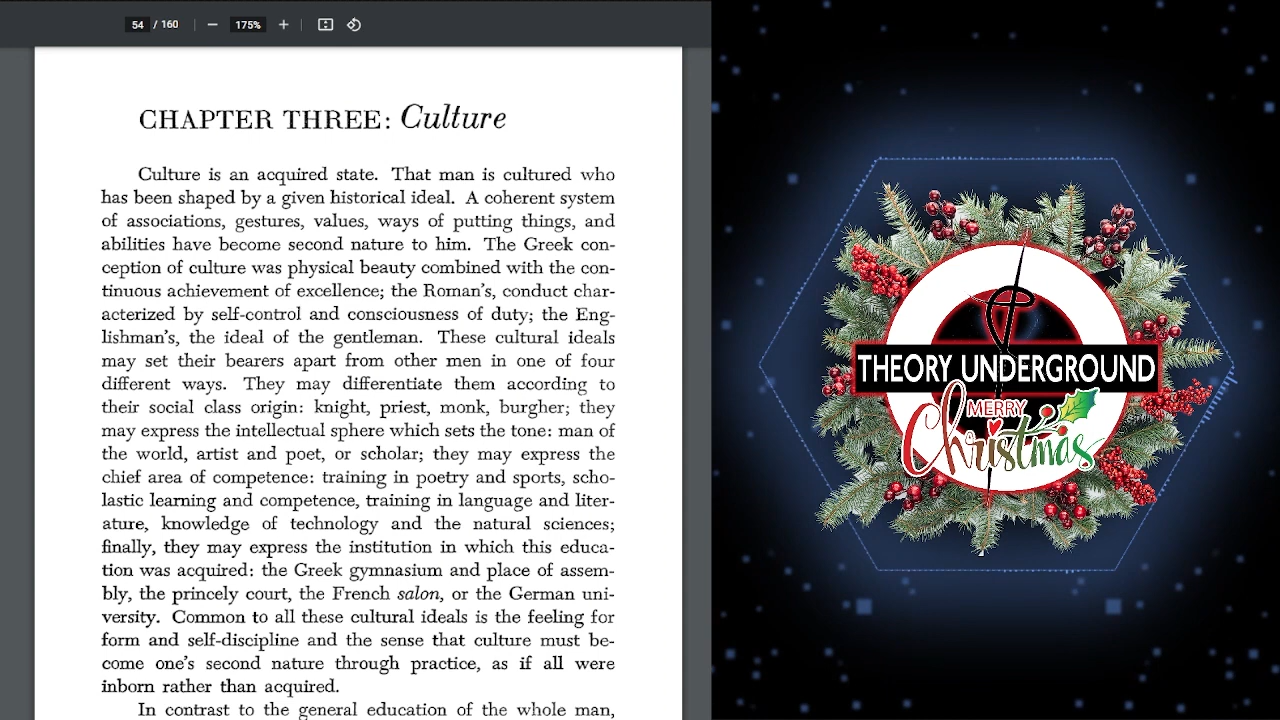 54 / 160
175%
CHAPTER THREE: Culture
Culture is an acquired state. That man is cultured who
has been shaped by a given historical ideal. A coherent system
of associations, gestures, values, ways of putting things, and
abilities have become second nature to him. The Greek con-
ception of culture was physical beauty combined with the con-
tinuous achievement of excellence; the Roman's, conduct char-
acterized by self-control and consciousness of duty; the Eng-
lishman's, the ideal of the gentleman. These cultural ideals
may set their bearers apart from other men in one of four
different ways. They may differentiate them according to
their social class origin: knight, priest, monk, burgher; they
may express the intellectual sphere which sets the tone: man of
the world, artist and poet, or scholar; they may express the
chief area of competence: training in poetry and sports, scho-
lastic learning and competence, training in language and liter-
ature, knowledge of technology and the natural sciences;
finally, they may express the institution in which this educa-
tion was acquired: the Greek gymnasium and place of assem-
bly, the princely court, the French salon, or the German uni-
versity. Common to all these cultural ideals is the feeling for
form and self-discipline and the sense that culture must be-
come one's second nature through practice, as if all were
inborn rather than acquired.
In contrast to the general education of the whole man,
THEORY UNDERGROUND
MERRY
Christmas